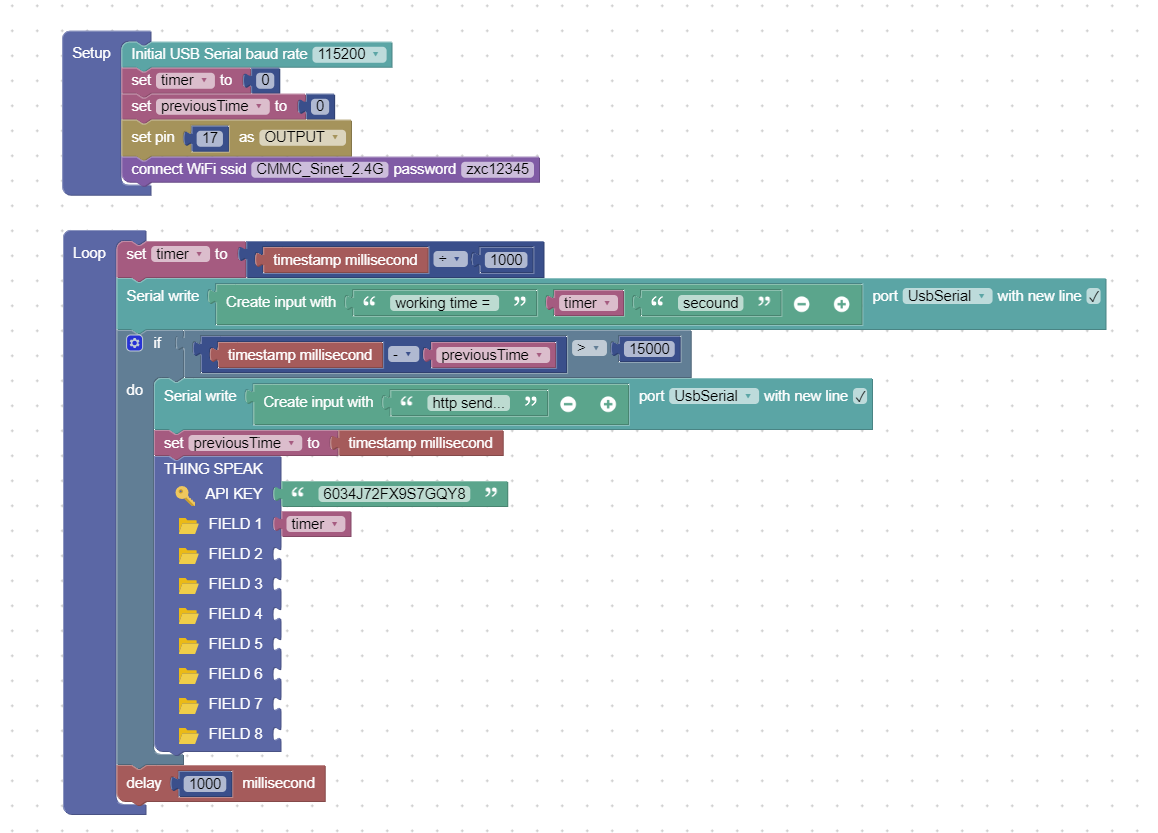 Setup
Initial USB Serial baud rate 115200
set timer to 0
set previousTime to 0
set pin 17 as OUTPUT
connect WiFi ssid CMMC_Sinet_2.4G password zxc12345
Loop
set timer to timestamp millisecond ÷ 1000
Serial write Create input with “ working time = ” timer “ secound ” port UsbSerial with new line ✓
if timestamp millisecond - previousTime > 15000
do
Serial write Create input with “ http send... ” port UsbSerial with new line ✓
set previousTime to timestamp millisecond
THING SPEAK
API KEY “ 6034J72FX9S7GQY8 ”
FIELD 1 timer
FIELD 2
FIELD 3
FIELD 4
FIELD 5
FIELD 6
FIELD 7
FIELD 8
delay 1000 millisecond